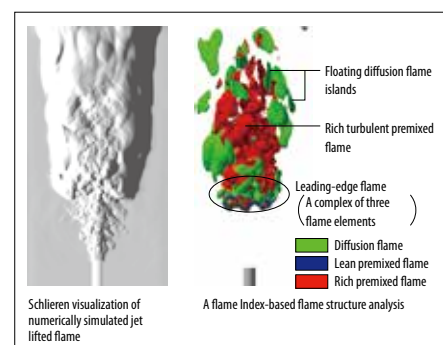 Floating diffusion flame
islands
Rich turbulent premixed
flame
Leading-edge flame
(A complex of three
flame elements)
Diffusion flame
Lean premixed flame
Rich premixed flame
Schlieren visualization of
numerically simulated jet
lifted flame
A flame Index-based flame structure analysis